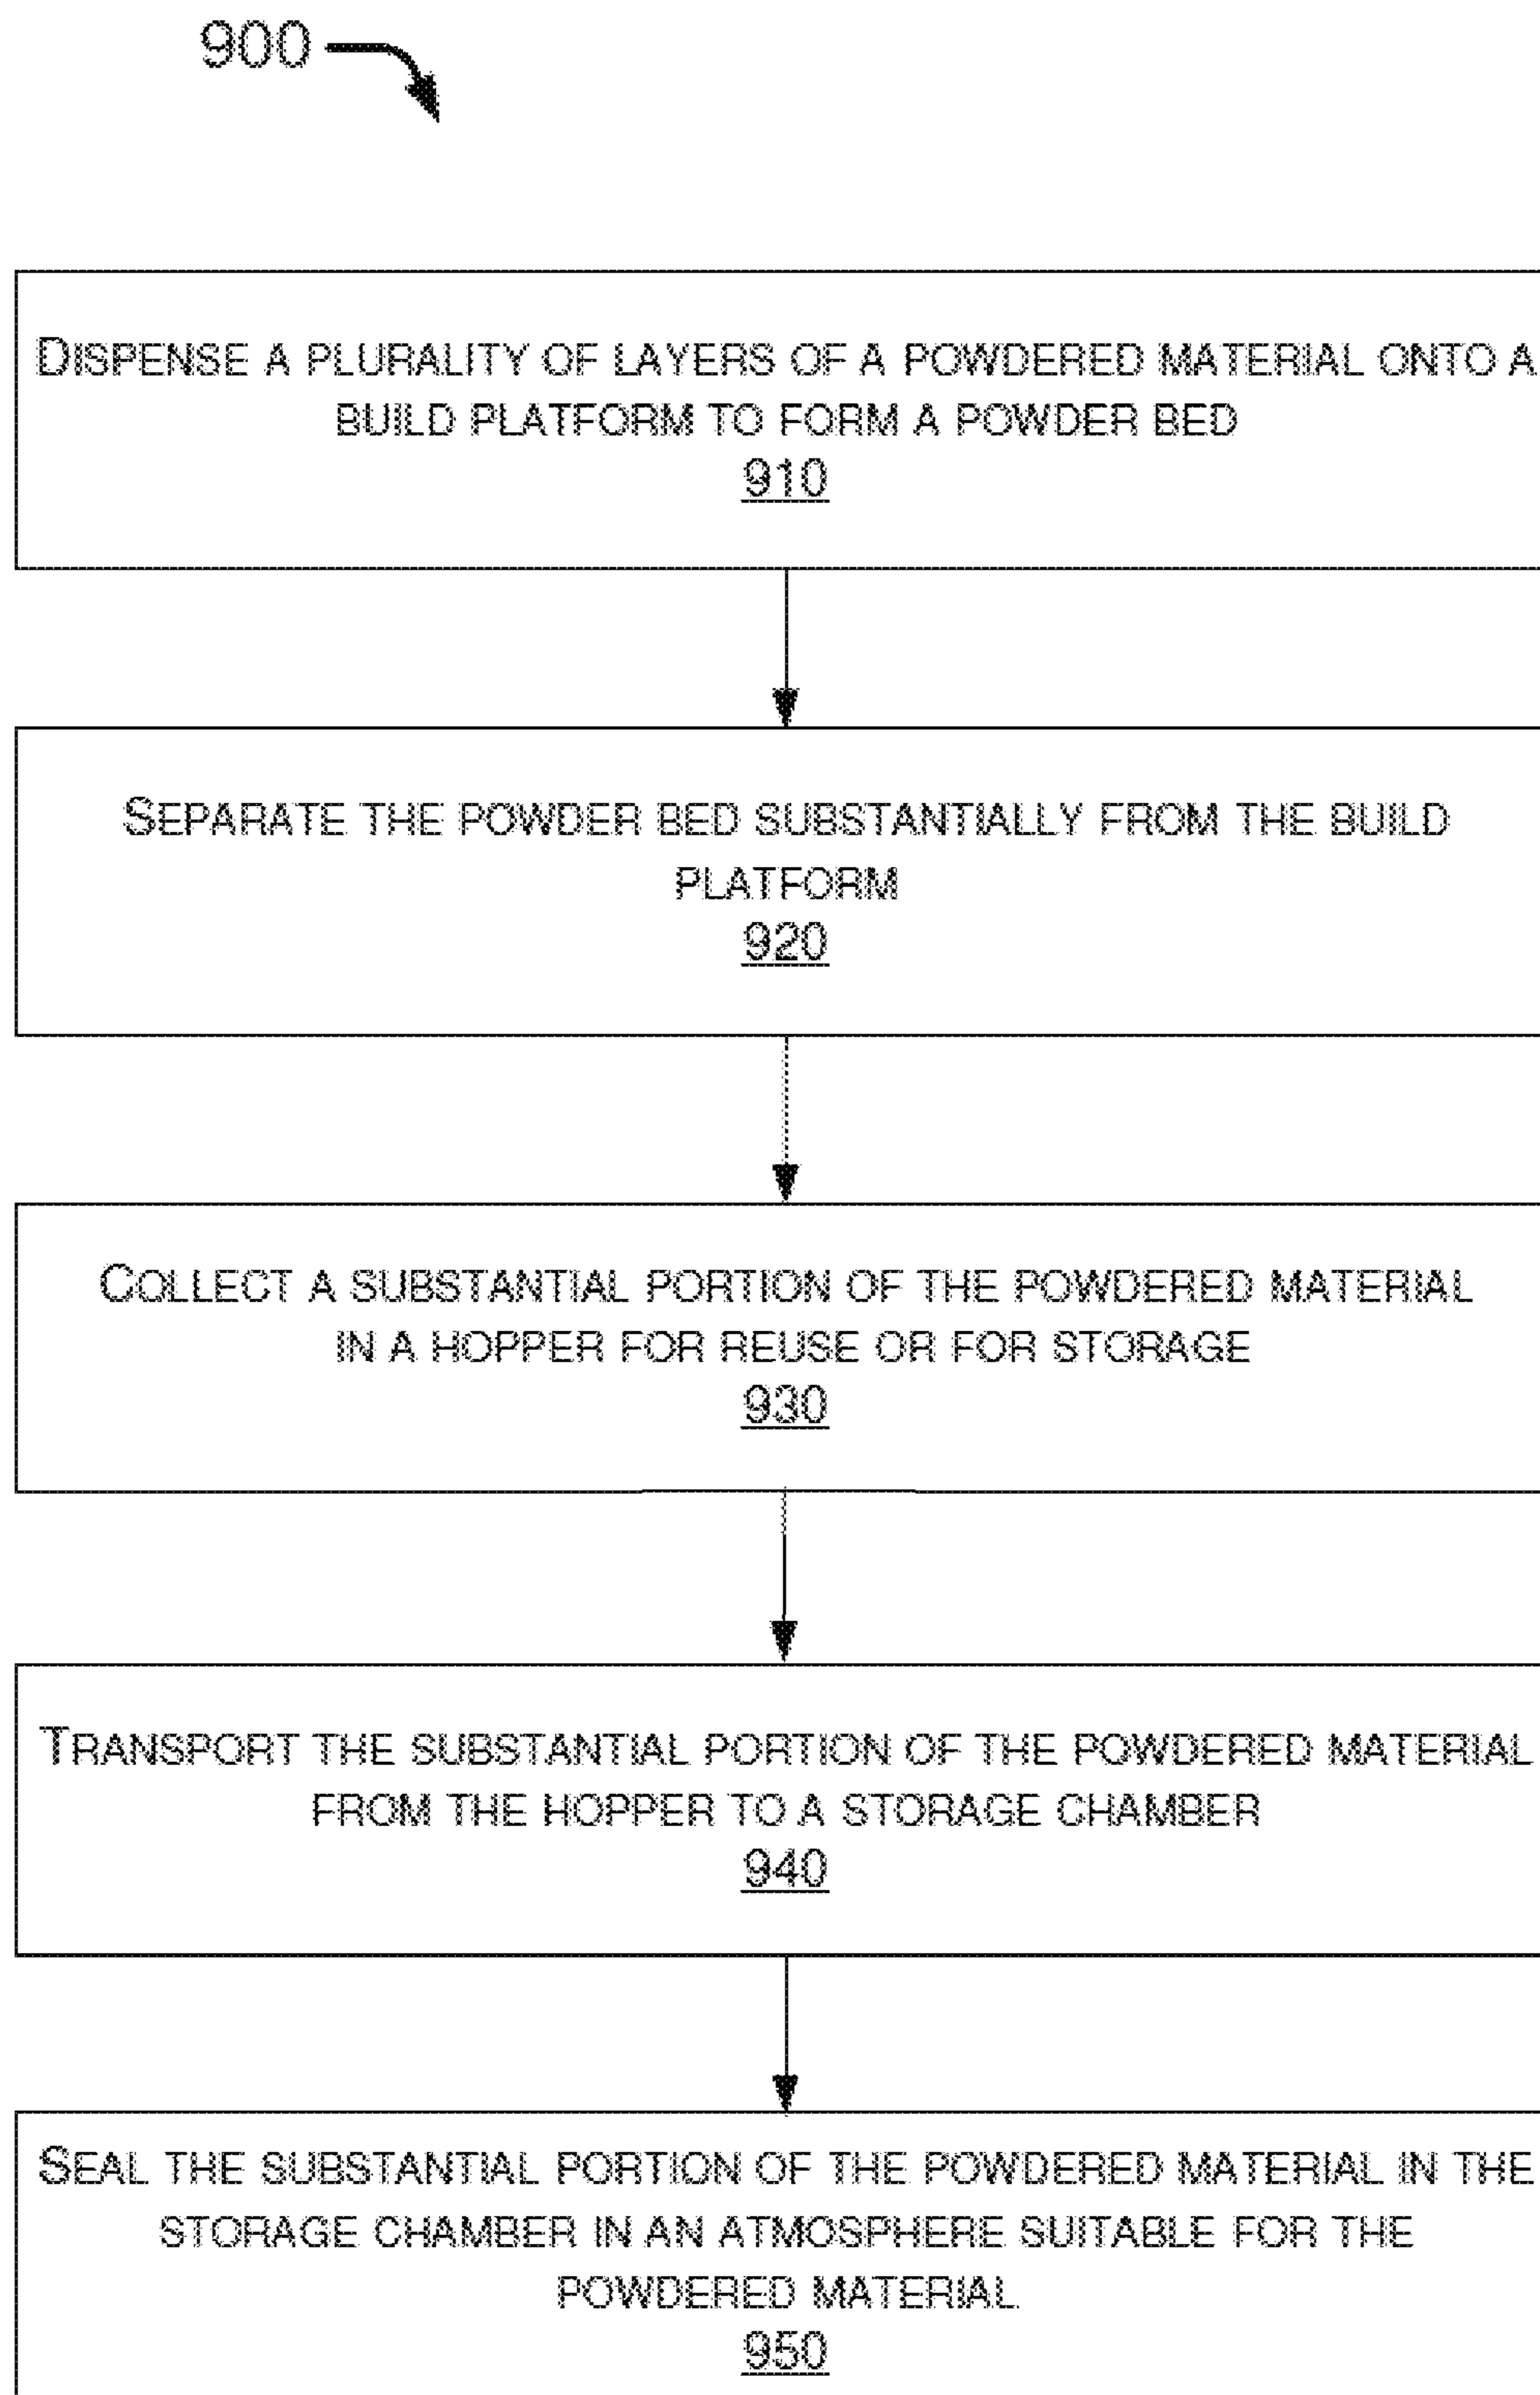 900
DISPENSE A PLURALITY OF LAYERS OF A POWDERED MATERIAL ONTO A
BUILD PLATFORM TO FORM A POWDER BED
910
SEPARATE THE POWDER BED SUBSTANTIALLY FROM THE BUILD
PLATFORM
920
COLLECT A SUBSTANTIAL PORTION OF THE POWDERED MATERIAL
IN A HOPPER FOR REUSE OR FOR STORAGE
930
TRANSPORT THE SUBSTANTIAL PORTION OF THE POWDERED MATERIAL
FROM THE HOPPER TO A STORAGE CHAMBER
940
SEAL THE SUBSTANTIAL PORTION OF THE POWDERED MATERIAL IN THE
STORAGE CHAMBER IN AN ATMOSPHERE SUITABLE FOR THE
POWDERED MATERIAL.
950